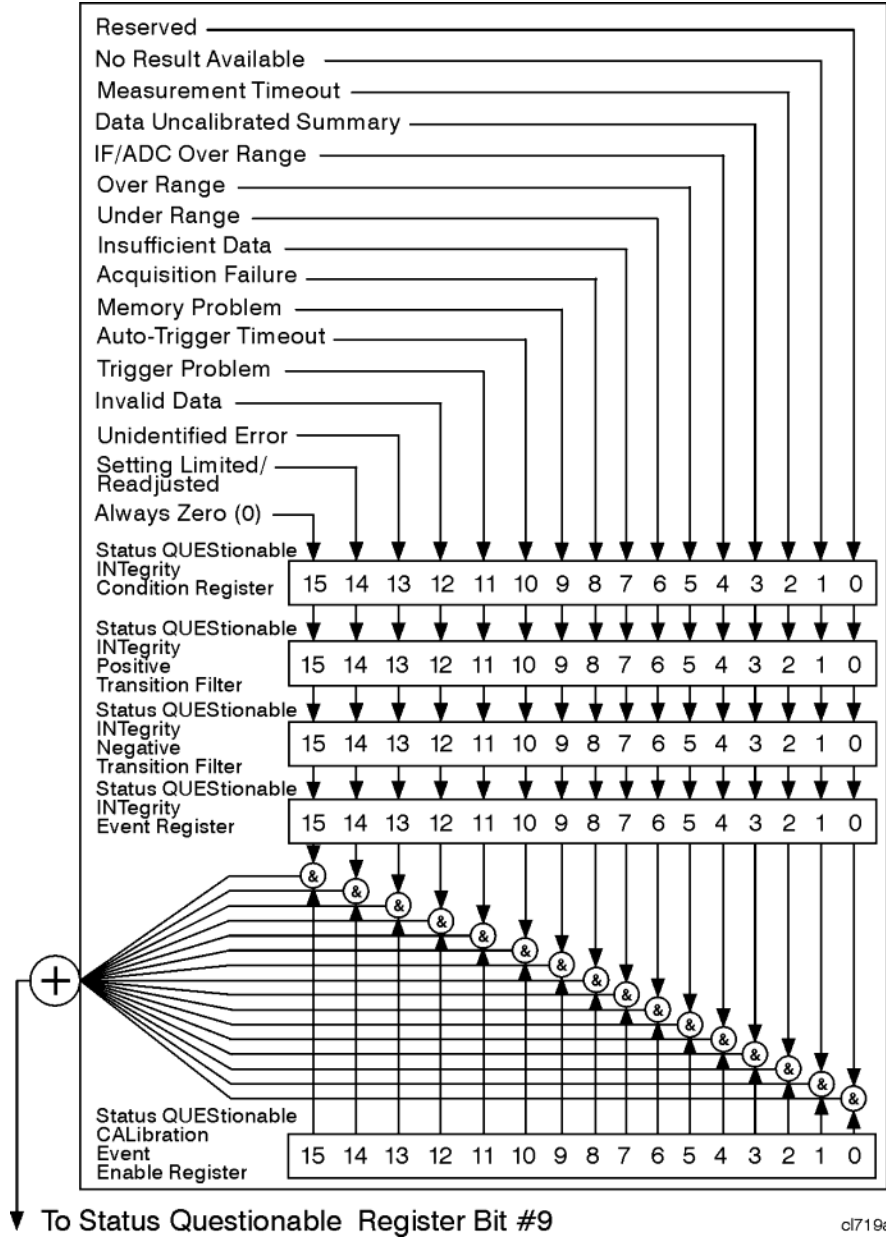 Reserved
No Result Available
Measurement Timeout
Data Uncalibrated Summary
IF/ADC Over Range
Over Range
Under Range
Insufficient Data
Acquisition Failure
Memory Problem
Auto-Trigger Timeout
Trigger Problem
Invalid Data
Unidentified Error
Setting Limited/
Readjusted
Always Zero (0)
Status QUEStionable
INTegrity
Condition Register
15 14 13 12 11 10 9 8 7 6 5 4 3 2 1 0
Status QUEStionable
INTegrity
Positive
Transition Filter
15 14 13 12 11 10 9 8 7 6 5 4 3 2 1 0
Status QUEStionable
INTegrity
Negative
Transition Filter
15 14 13 12 11 10 9 8 7 6 5 4 3 2 1 0
Status QUEStionable
INTegrity
Event Register
15 14 13 12 11 10 9 8 7 6 5 4 3 2 1 0
& & & & & & & & & & & & & & & &
+
Status QUEStionable
CALibration
Event
Enable Register
15 14 13 12 11 10 9 8 7 6 5 4 3 2 1 0
To Status Questionable Register Bit #9
cl719a